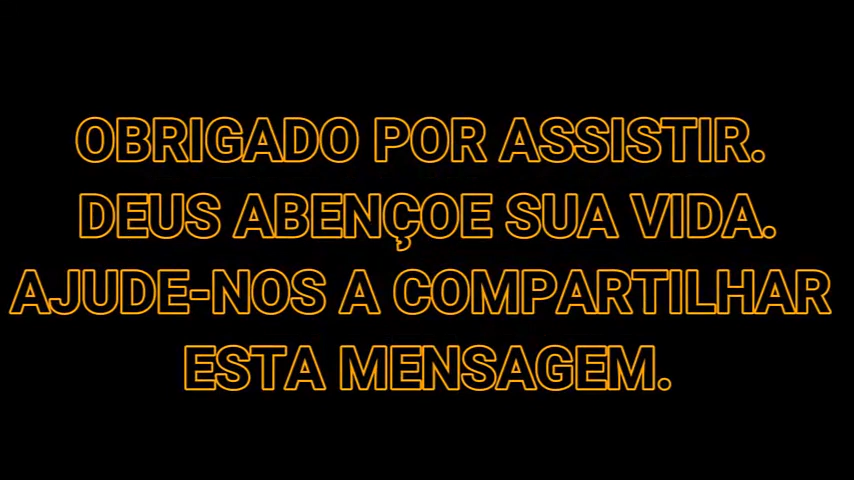 OBRIGADO POR ASSISTIR.
DEUS ABENÇOE SUA VIDA.
AJUDE-NOS A COMPARTILHAR
ESTA MENSAGEM.